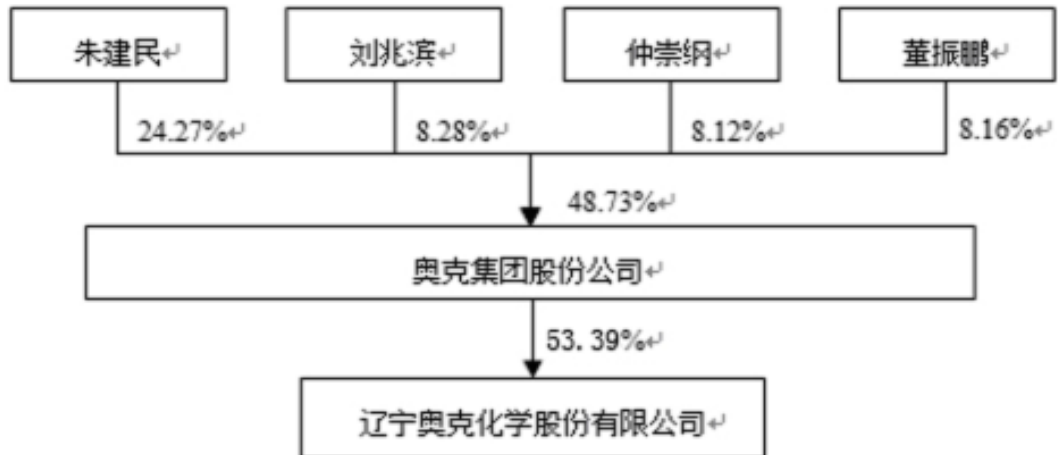 朱建民↵
刘兆滨↵
仲崇纲↵
董振鹏↵
24.27%↵
8.28%↵
8.12%↵
8.16%↵
48.73%↵
奥克集团股份公司↵
53.39%↵
辽宁奥克化学股份有限公司↵